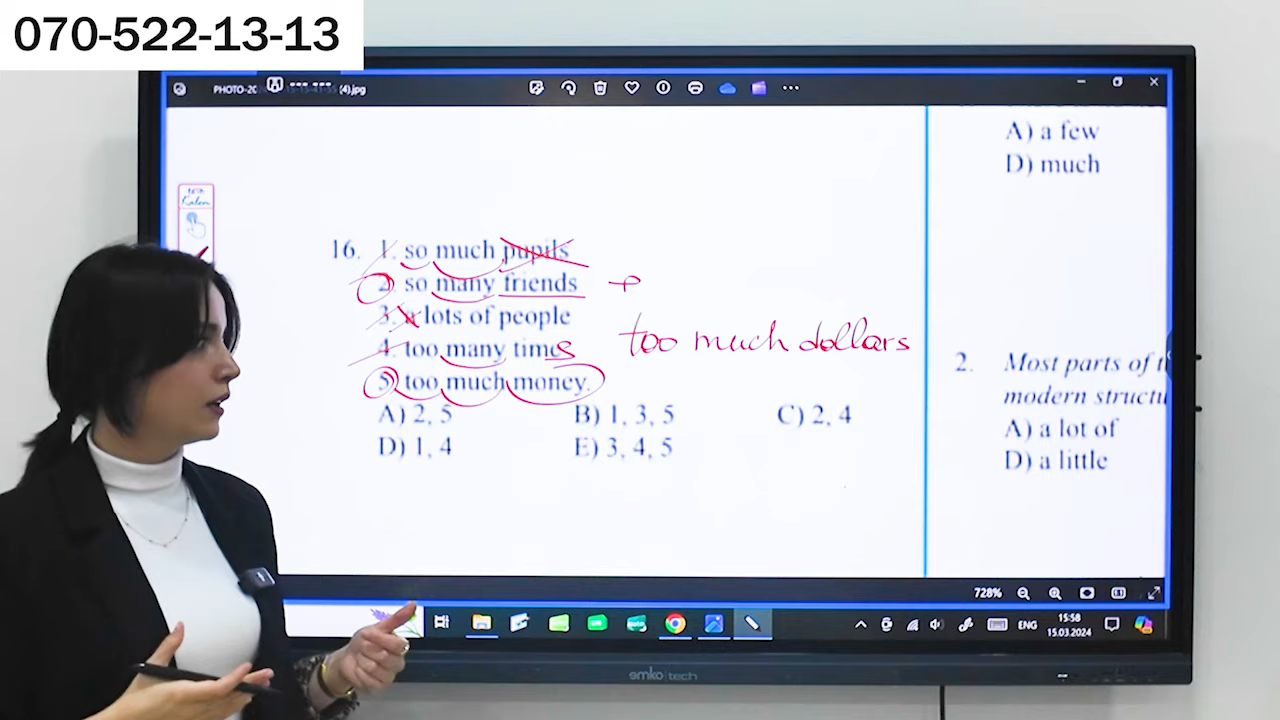 070-522-13-13
(4).jpg
A) a few
D) much
16. 1. so much pupils
2. so many friends +
3. a lots of people
too much dollars
4. too many times
5. too much money.
A) 2, 5 B) 1, 3, 5 C) 2, 4
D) 1, 4 E) 3, 4, 5
2. Most parts of
modern structu
A) a lot of
D) a little
728%
ENG
15:58
15.03.2024
emko tech